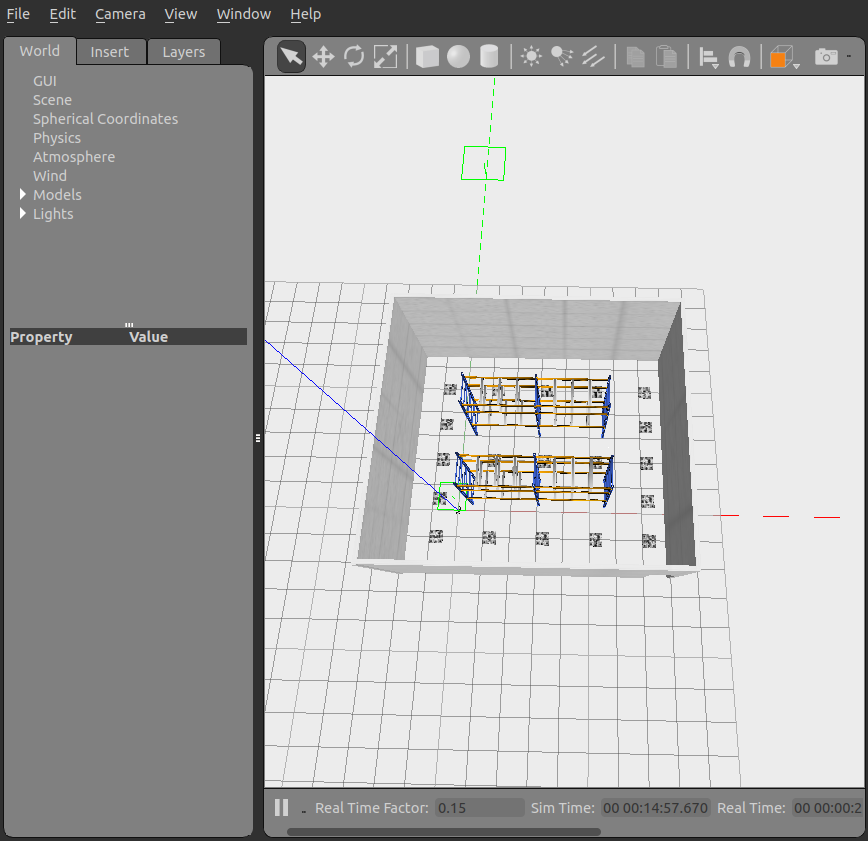 File Edit Camera View Window Help
World Insert Layers
GUI
Scene
Spherical Coordinates
Physics
Atmosphere
Wind
Models
Lights
Property Value
Real Time Factor: 0.15 Sim Time: 00 00:14:57.670 Real Time: 00 00:00:2